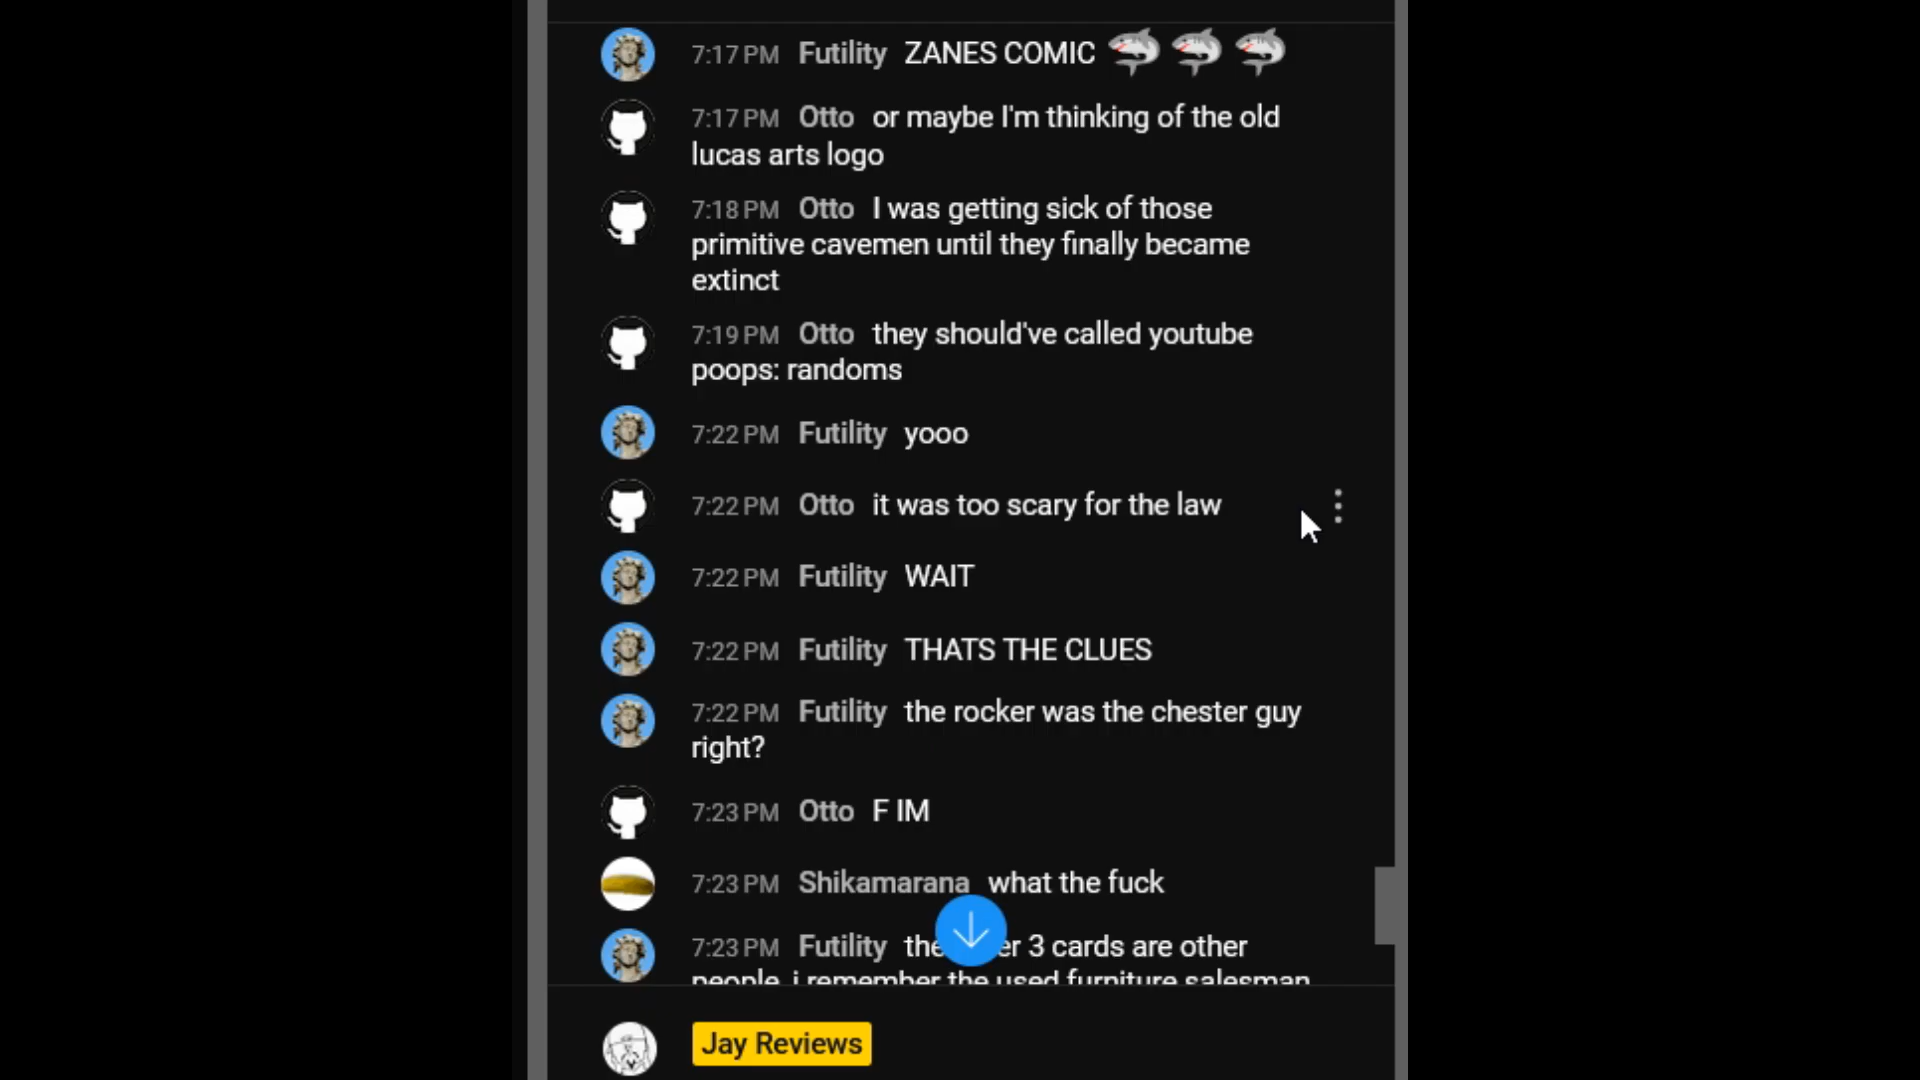 7:17 PM Futility ZANES COMIC
7:17 PM Otto or maybe I'm thinking of the old
lucas arts logo
7:18 PM Otto I was getting sick of those
primitive cavemen until they finally became
extinct
7:19 PM Otto they should've called youtube
poops: randoms
7:22 PM Futility yooo
7:22 PM Otto it was too scary for the law
7:22 PM Futility WAIT
7:22 PM Futility THATS THE CLUES
7:22 PM Futility the rocker was the chester guy
right?
7:23 PM Otto F IM
7:23 PM Shikamarana what the fuck
7:23 PM Futility 3 cards are other
people, i remember the used furniture salesman
Jay Reviews